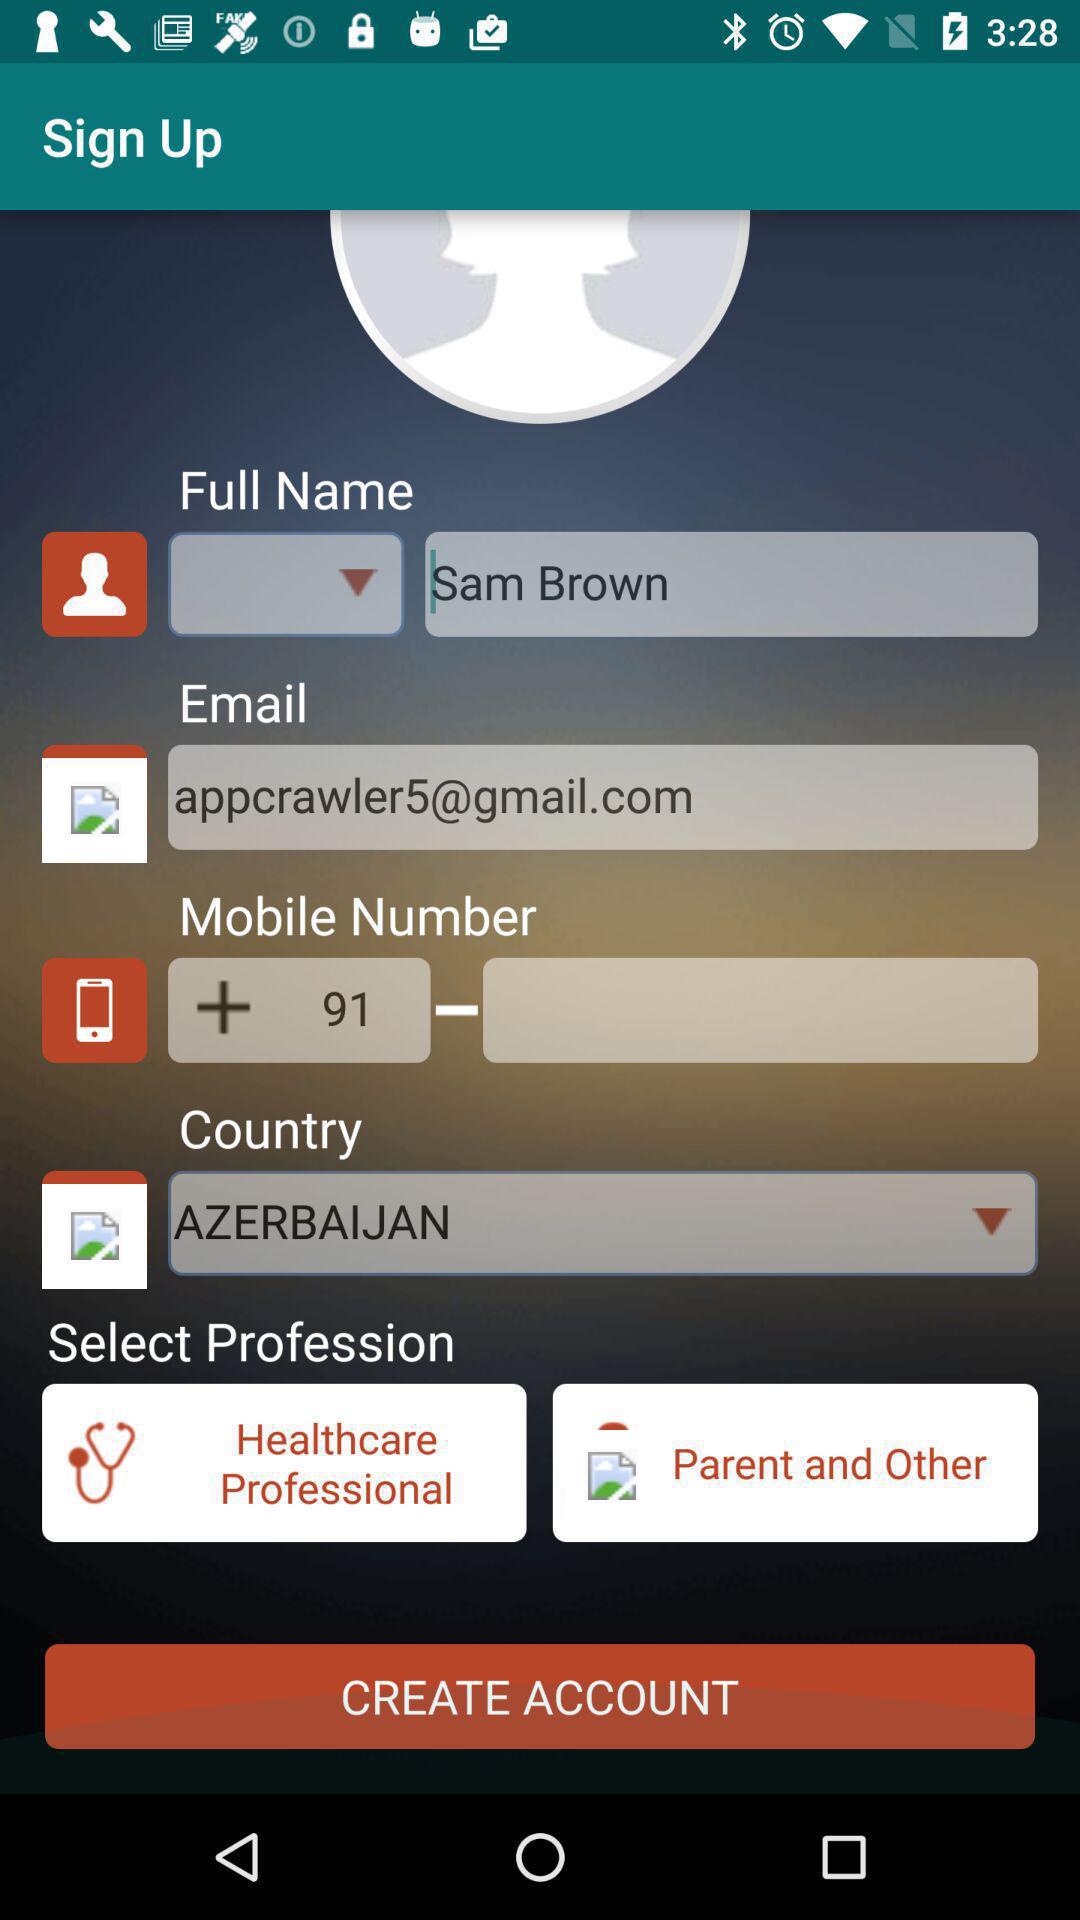 FAKE
3:28
Sign Up
Full Name
Sam Brown
Email
appcrawler5@gmail.com
Mobile Number
+ 91 –
Country
AZERBAIJAN
Select Profession
Healthcare
Professional
Parent and Other
CREATE ACCOUNT